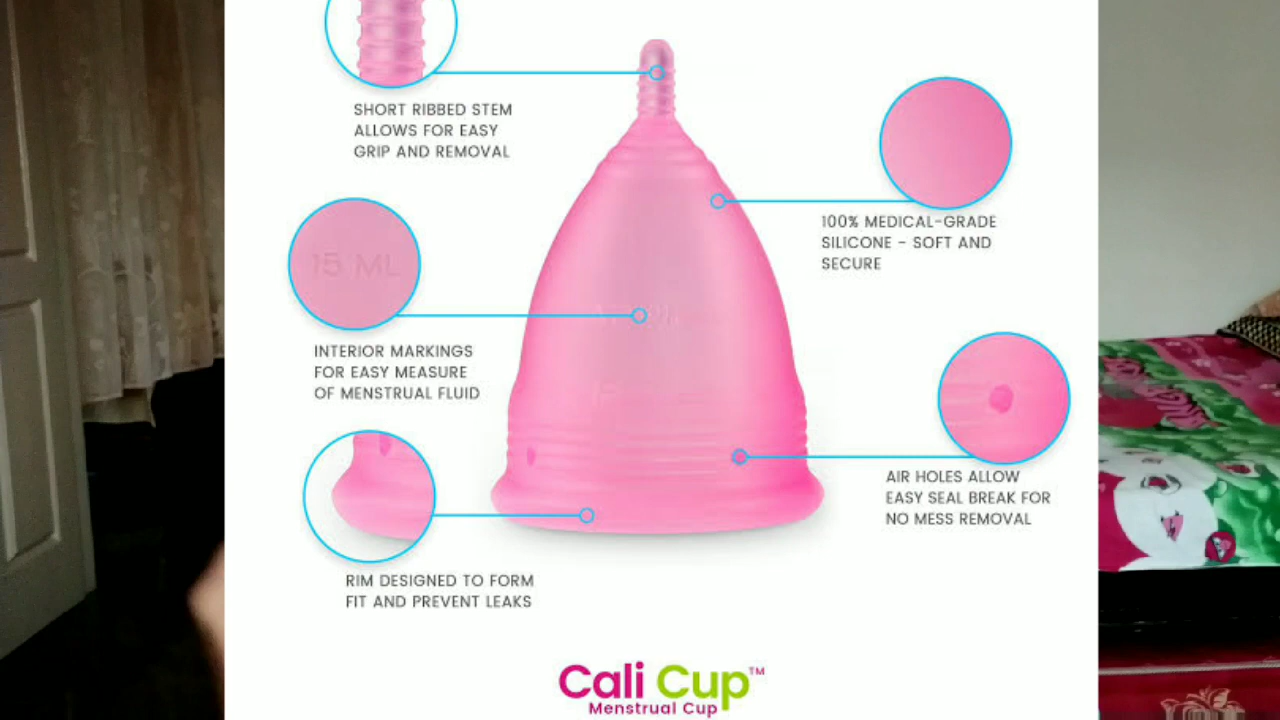 SHORT RIBBED STEM
ALLOWS FOR EASY
GRIP AND REMOVAL
100% MEDICAL-GRADE
SILICONE - SOFT AND
SECURE
15 ML
INTERIOR MARKINGS
FOR EASY MEASURE
OF MENSTRUAL FLUID
AIR HOLES ALLOW
EASY SEAL BREAK FOR
NO MESS REMOVAL
RIM DESIGNED TO FORM
FIT AND PREVENT LEAKS
Cali Cup™
Menstrual Cup